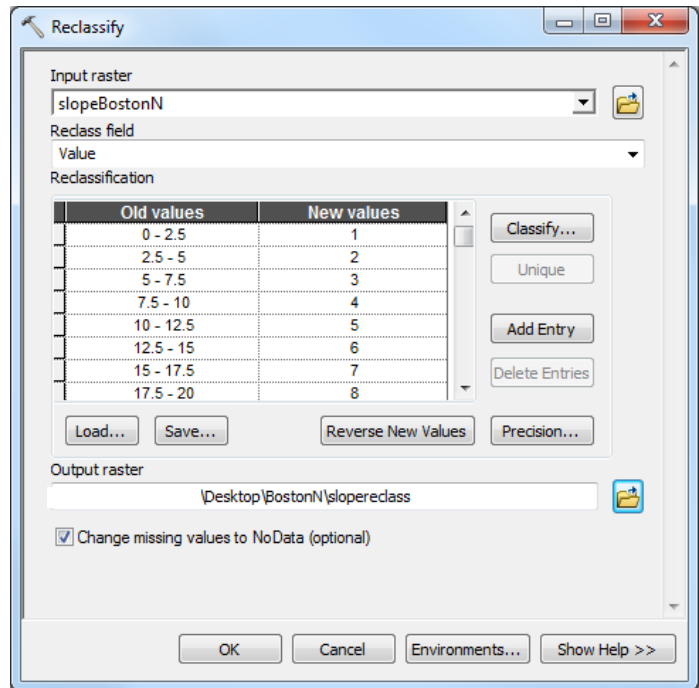 Reclassify
Input raster
slopeBostonN
Reclass field
Value
Reclassification
Old values New values
0 - 2.5 1
2.5 - 5 2
5 - 7.5 3
7.5 - 10 4
10 - 12.5 5
12.5 - 15 6
15 - 17.5 7
17.5 - 20 8
Classify...
Unique
Add Entry
Delete Entries
Load... Save... Reverse New Values Precision...
Output raster
\Desktop\BostonN\slopereclass
Change missing values to NoData (optional)
OK Cancel Environments... Show Help >>